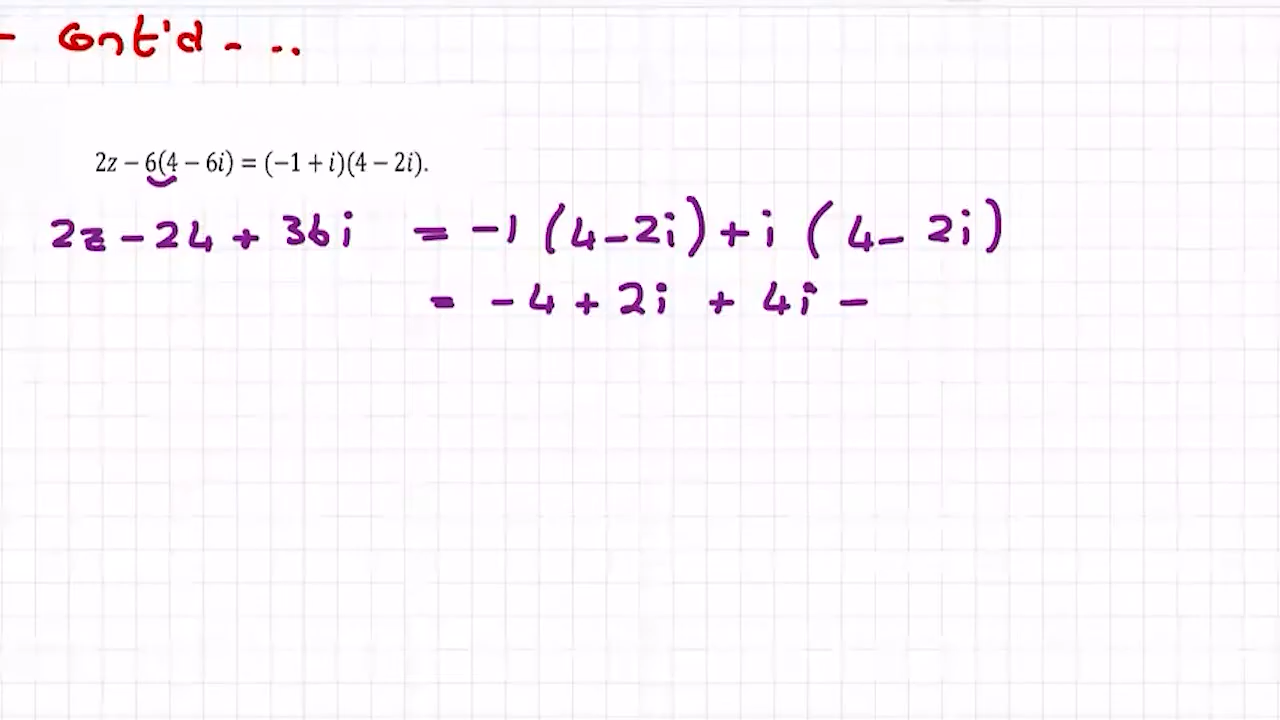 - Cont'd - ...
2z − 6(4 − 6i) = (−1 + i)(4 − 2i).
2z - 24 + 36i = -1 (4-2i) + i (4- 2i)
= -4 + 2i + 4i -